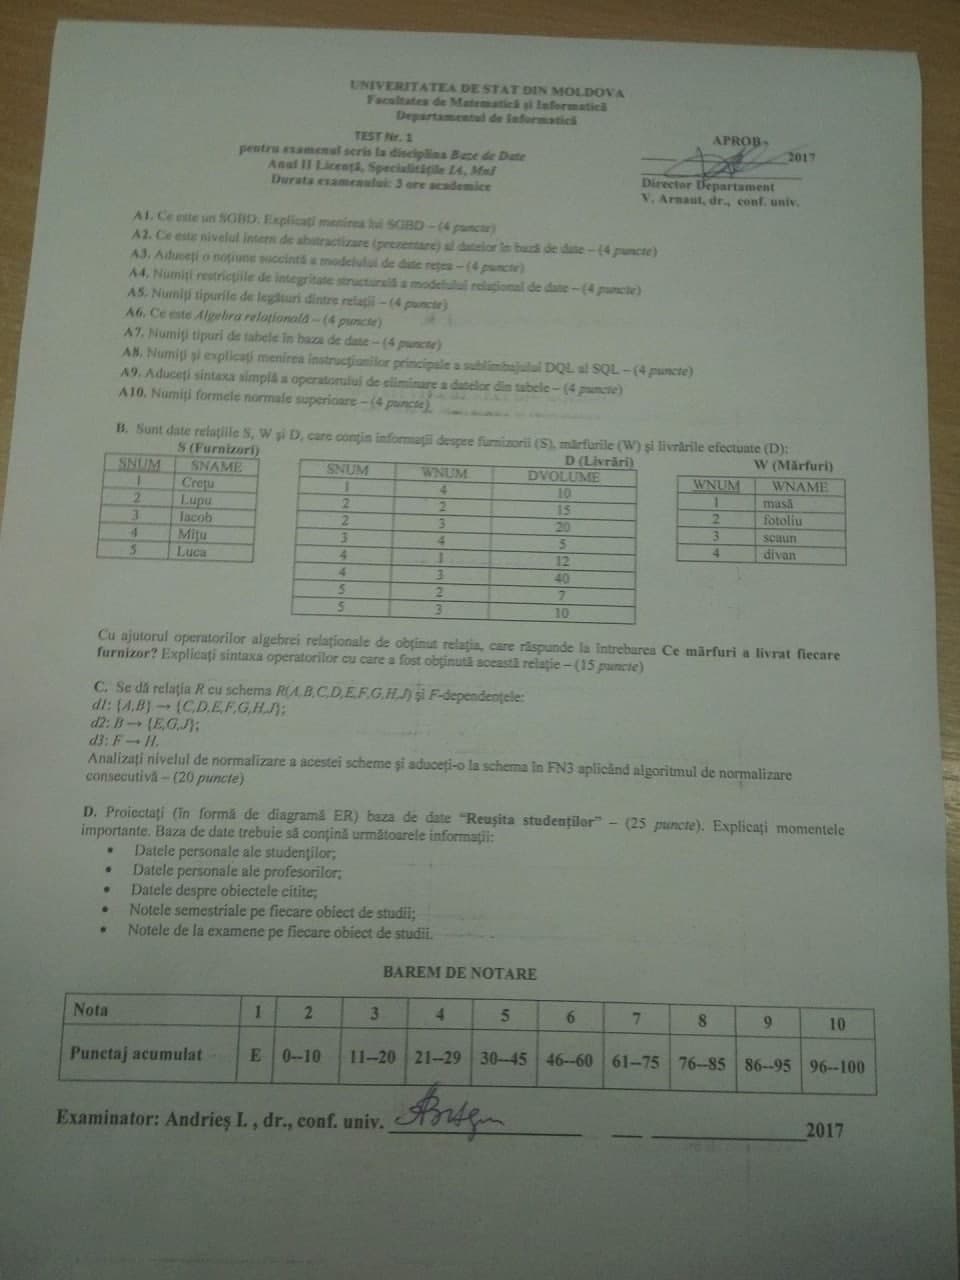 UNIVERITATEA DE STAT DIN MOLDOVA
Facultatea de Matematică și Informatică
Departamentul de Informatică
TEST Nr. 1
pentru examenul scris la disciplina Baze de Date
Anul II Licență, Specialitățile IA, MnI
Durata examenului: 3 ore academice
APROB
2017
Director Departament
V. Arnaut, dr., conf. univ.
A1. Ce este un SGBD. Explicați menirea lui SGBD – (4 puncte)
A2. Ce este nivelul intern de abstractizare (prezentare) al datelor în bază de date – (4 puncte)
A3. Aduceți o noțiune succintă a modelului de date rețea – (4 puncte)
A4. Numiți restricțiile de integritate structurală a modelului relațional de date – (4 puncte)
A5. Numiți tipurile de legături dintre relații – (4 puncte)
A6. Ce este Algebra relațională – (4 puncte)
A7. Numiți tipuri de tabele în baza de date – (4 puncte)
A8. Numiți și explicați menirea instrucțiunilor principale a sublimbajului DQL al SQL – (4 puncte)
A9. Aduceți sintaxa simplă a operatorului de eliminare a datelor din tabele – (4 puncte)
A10. Numiți formele normale superioare – (4 puncte)
B. Sunt date relațiile S, W și D, care conțin informații despre furnizorii (S), mărfurile (W) și livrările efectuate (D):
S (Furnizori)
SNUM SNAME
1 Crețu
2 Lupu
3 Iacob
4 Mițu
5 Luca
D (Livrări)
SNUM WNUM DVOLUME
1 4 10
2 2 15
2 3 20
3 4 5
4 1 12
4 3 40
5 2 7
5 3 10
W (Mărfuri)
WNUM WNAME
1 masă
2 fotoliu
3 scaun
4 divan
Cu ajutorul operatorilor algebrei relaționale de obținut relația, care răspunde la întrebarea Ce mărfuri a livrat fiecare
furnizor? Explicați sintaxa operatorilor cu care a fost obținută această relație – (15 puncte)
C. Se dă relația R cu schema R(A,B,C,D,E,F,G,H,J) și F-dependențele:
d1: {A,B} → {C,D,E,F,G,H,J};
d2: B → {E,G,J};
d3: F → H.
Analizați nivelul de normalizare a acestei scheme și aduceți-o la schema în FN3 aplicând algoritmul de normalizare
consecutivă – (20 puncte)
D. Proiectați (în formă de diagramă ER) baza de date “Reușita studenților” – (25 puncte). Explicați momentele
importante. Baza de date trebuie să conțină următoarele informații:
• Datele personale ale studenților;
• Datele personale ale profesorilor;
• Datele despre obiectele citite;
• Notele semestriale pe fiecare obiect de studii;
• Notele de la examene pe fiecare obiect de studii.
BAREM DE NOTARE
Nota 1 2 3 4 5 6 7 8 9 10
Punctaj acumulat E 0--10 11--20 21--29 30--45 46--60 61--75 76--85 86--95 96--100
Examinator: Andrieș I. , dr., conf. univ.
2017